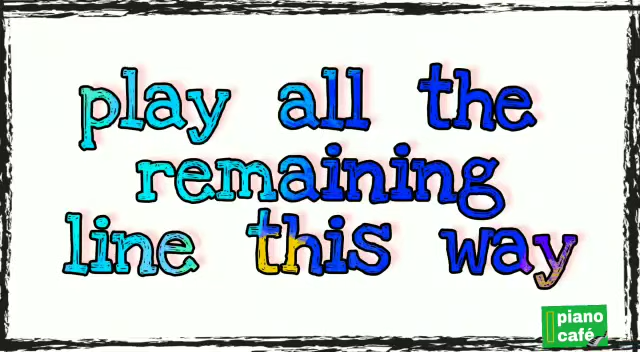 play all the
remaining
line this way
piano
café